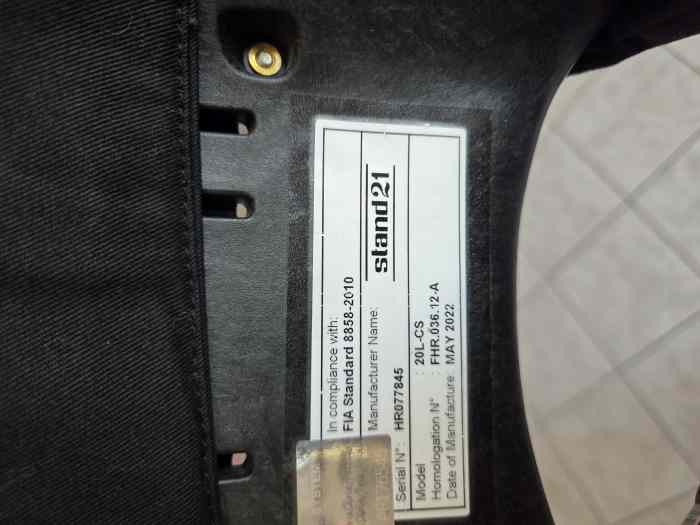 In compliance with:
FIA Standard 8858-2010
Manufacturer Name:
stand21
Serial N°: HR077845
Model : 20L-CS
Homologation N° : FHR.036.12-A
Date of Manufacture: MAY 2022
SYSTEM